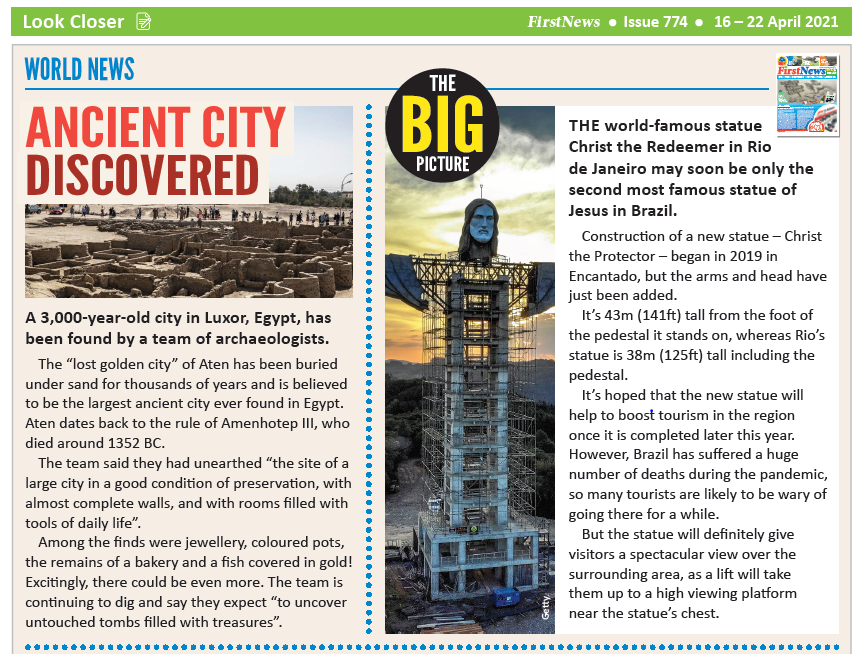 Look Closer
FirstNews ● Issue 774 ● 16 – 22 April 2021
WORLD NEWS
FirstNews
ANCIENT CITY
DISCOVERED
A 3,000-year-old city in Luxor, Egypt, has
been found by a team of archaeologists.
The “lost golden city” of Aten has been buried
under sand for thousands of years and is believed
to be the largest ancient city ever found in Egypt.
Aten dates back to the rule of Amenhotep III, who
died around 1352 BC.
The team said they had unearthed “the site of a
large city in a good condition of preservation, with
almost complete walls, and with rooms filled with
tools of daily life”.
Among the finds were jewellery, coloured pots,
the remains of a bakery and a fish covered in gold!
Excitingly, there could be even more. The team is
continuing to dig and say they expect “to uncover
untouched tombs filled with treasures”.
THE
BIG
PICTURE
Getty
THE world-famous statue
Christ the Redeemer in Rio
de Janeiro may soon be only the
second most famous statue of
Jesus in Brazil.
Construction of a new statue – Christ
the Protector – began in 2019 in
Encantado, but the arms and head have
just been added.
It’s 43m (141ft) tall from the foot of
the pedestal it stands on, whereas Rio’s
statue is 38m (125ft) tall including the
pedestal.
It’s hoped that the new statue will
help to boost tourism in the region
once it is completed later this year.
However, Brazil has suffered a huge
number of deaths during the pandemic,
so many tourists are likely to be wary of
going there for a while.
But the statue will definitely give
visitors a spectacular view over the
surrounding area, as a lift will take
them up to a high viewing platform
near the statue’s chest.